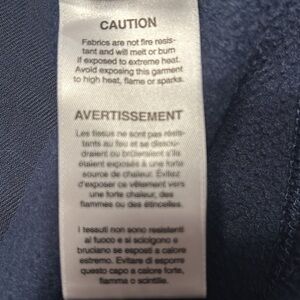 CAUTION
Fabrics are not fire resis-
tant and will melt or burn
if exposed to extreme heat.
Avoid exposing this garment
to high heat, flame or sparks.
AVERTISSEMENT
Les tissus ne sont pas résis-
tants au feu et se dissou-
draient ou brûleraient s'ils
étaient exposés à une forte
source de chaleur. Évitez
d'exposer ce vêtement vers
une forte chaleur, des
flammes ou des étincelles.
I tessuti non sono resistenti
al fuoco e si sciolgono e
bruciano se esposti a calore
estremo. Evitare di esporre
questo capo a calore forte,
fiamma o scintille.